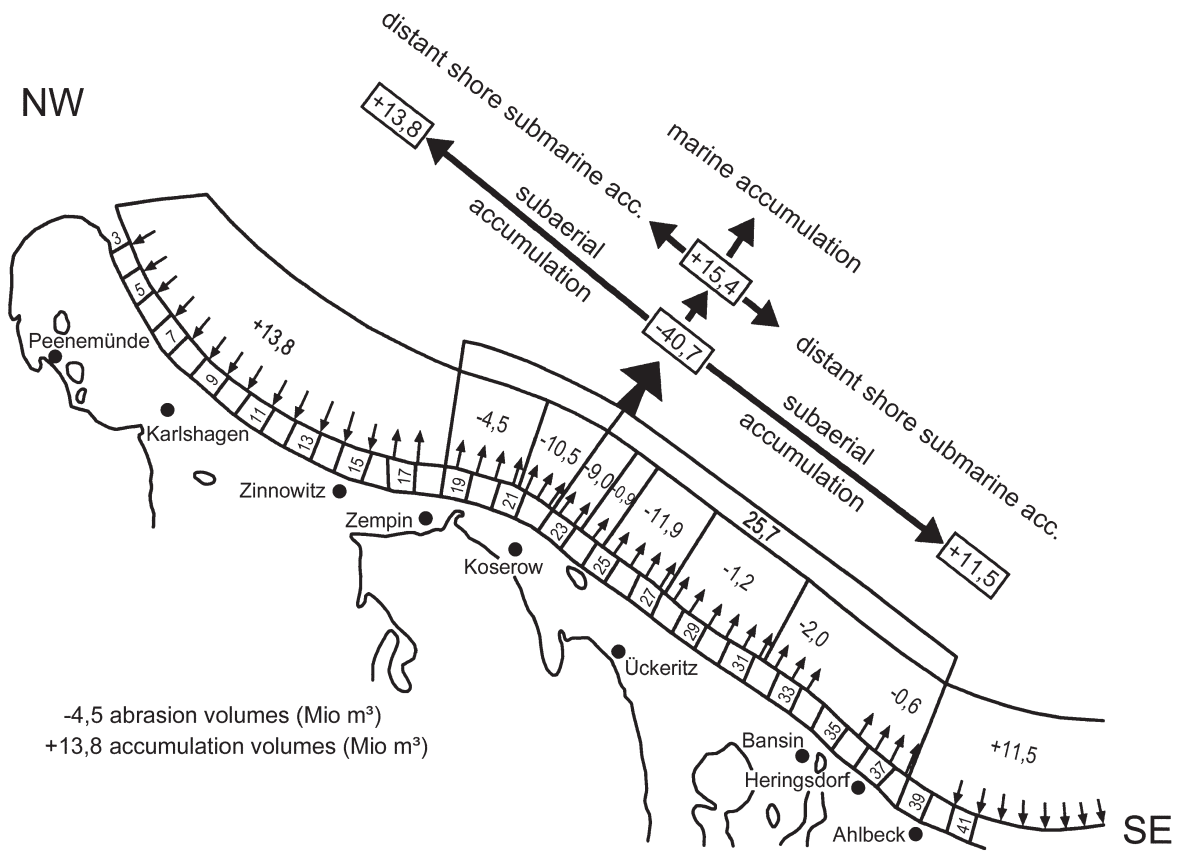 NW
distant shore submarine acc.
marine accumulation
+13,8
subaerial
accumulation
+15,4
-40,7
distant shore submarine acc.
subaerial
accumulation
+11,5
3
5
7
9
11
13
15
17
19
21
23
25
27
29
31
33
35
37
39
41
+13,8
-4,5
-10,5
-9,0
-0,9
-11,9
25,7
-1,2
-2,0
-0,6
+11,5
Peenemünde
Karlshagen
Zinnowitz
Zempin
Koserow
Ückeritz
Bansin
Heringsdorf
Ahlbeck
SE
-4,5 abrasion volumes (Mio m³)
+13,8 accumulation volumes (Mio m³)